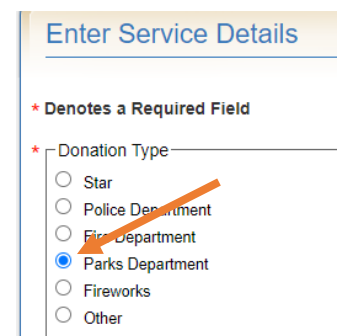 Enter Service Details
* Denotes a Required Field
* Donation Type
Star
Police Department
Fire Department
Parks Department
Fireworks
Other